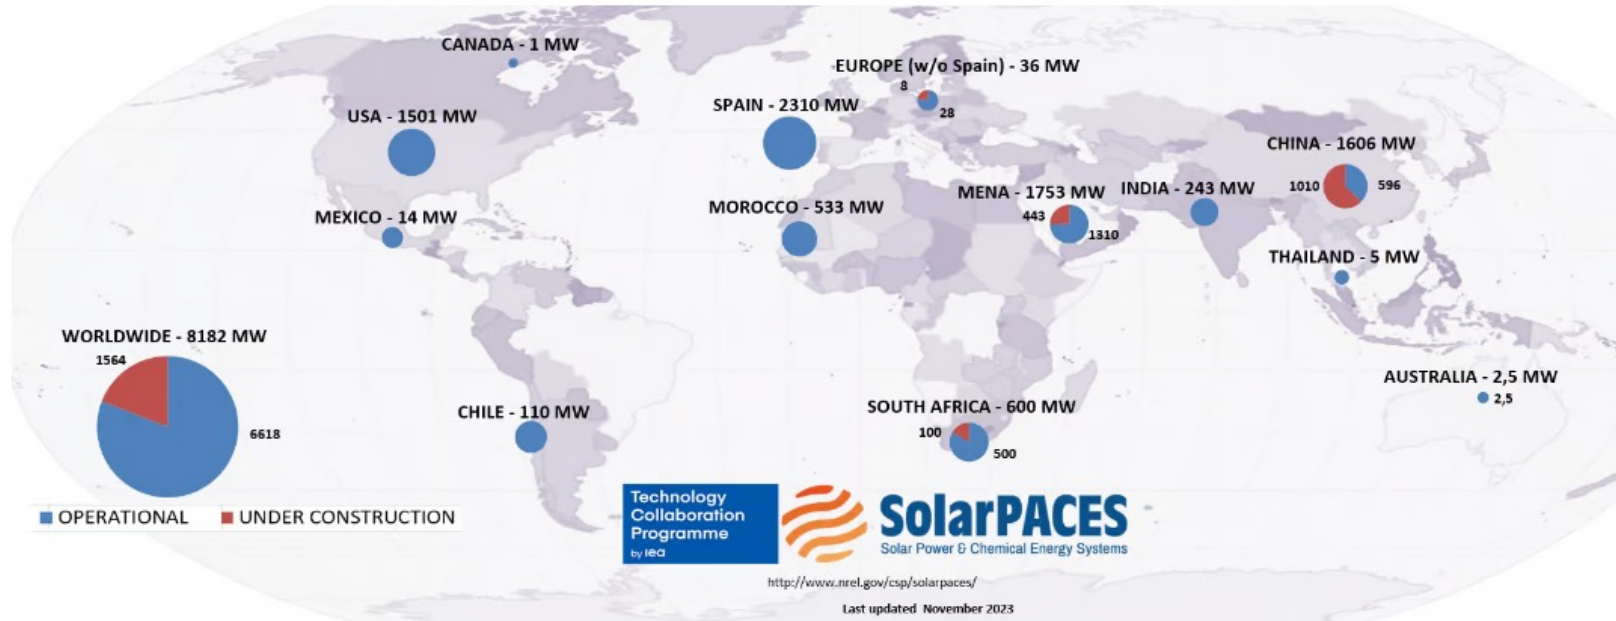 CANADA - 1 MW
EUROPE (w/o Spain) - 36 MW
8
28
SPAIN - 2310 MW
USA - 1501 MW
CHINA - 1606 MW
1010
596
MENA - 1753 MW
443
1310
INDIA - 243 MW
MOROCCO - 533 MW
MEXICO - 14 MW
THAILAND - 5 MW
WORLDWIDE - 8182 MW
1564
6618
AUSTRALIA - 2,5 MW
2,5
CHILE - 110 MW
SOUTH AFRICA - 600 MW
100
500
OPERATIONAL
UNDER CONSTRUCTION
Technology
Collaboration
Programme
by iea
SolarPACES
Solar Power & Chemical Energy Systems
http://www.nrel.gov/csp/solarpaces/
Last updated November 2023